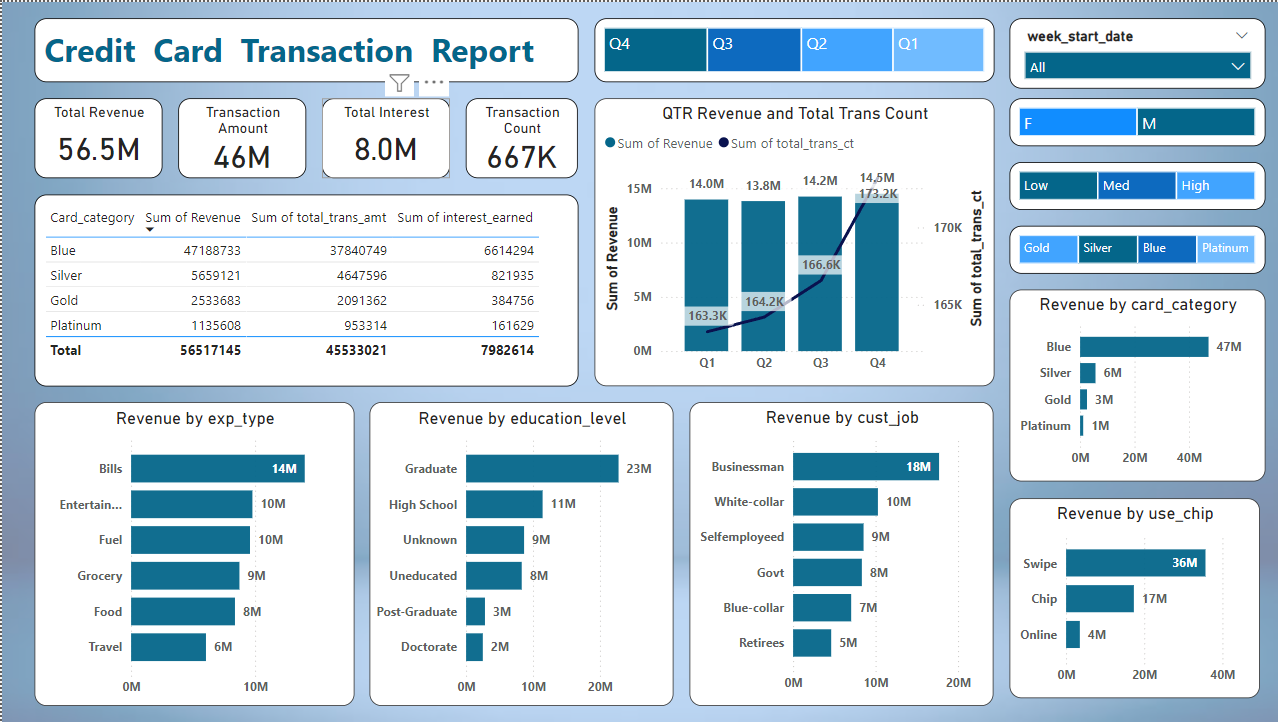 Credit Card Transaction Report
Q4 Q3 Q2 Q1
week_start_date
All
F M
Low Med High
Gold Silver Blue Platinum
Total Revenue
56.5M
Transaction
Amount
46M
Total Interest
8.0M
Transaction
Count
667K
Card_category Sum of Revenue Sum of total_trans_amt Sum of interest_earned
Blue 47188733 37840749 6614294
Silver 5659121 4647596 821935
Gold 2533683 2091362 384756
Platinum 1135608 953314 161629
Total 56517145 45533021 7982614
QTR Revenue and Total Trans Count
Sum of Revenue Sum of total_trans_ct
Sum of Revenue
15M
10M
5M
0M
14.0M 13.8M 14.2M 14.5M
163.3K 164.2K 166.6K 173.2K
Q1 Q2 Q3 Q4
170K
165K
Sum of total_trans_ct
Revenue by card_category
Blue 47M
Silver 6M
Gold 3M
Platinum 1M
0M 20M 40M
Revenue by exp_type
Bills 14M
Entertain... 10M
Fuel 10M
Grocery 9M
Food 8M
Travel 6M
0M 10M
Revenue by education_level
Graduate 23M
High School 11M
Unknown 9M
Uneducated 8M
Post-Graduate 3M
Doctorate 2M
0M 10M 20M
Revenue by cust_job
Businessman 18M
White-collar 10M
Selfemployeed 9M
Govt 8M
Blue-collar 7M
Retirees 5M
0M 10M 20M
Revenue by use_chip
Swipe 36M
Chip 17M
Online 4M
0M 20M 40M